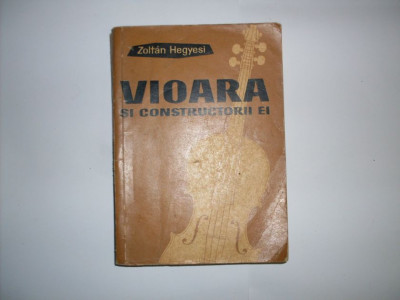 Zoltán Hegyesi
VIOARA
ȘI CONSTRUCTORII EI